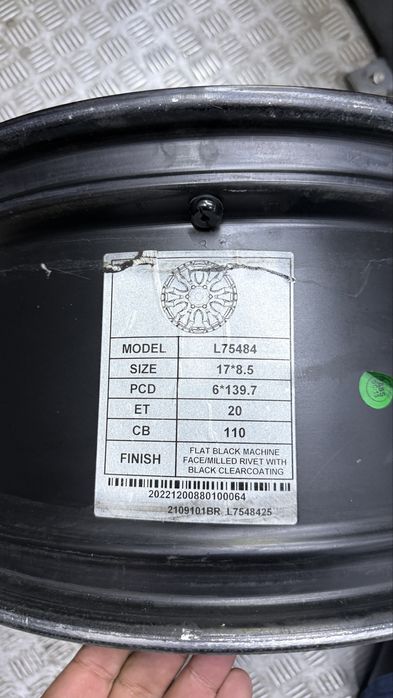 MODEL L75484
SIZE 17*8.5
PCD 6*139.7
ET 20
CB 110
FINISH FLAT BLACK MACHINE
FACE/MILLED RIVET WITH
BLACK CLEARCOATING
20221200880100064
2109101BR L7548425